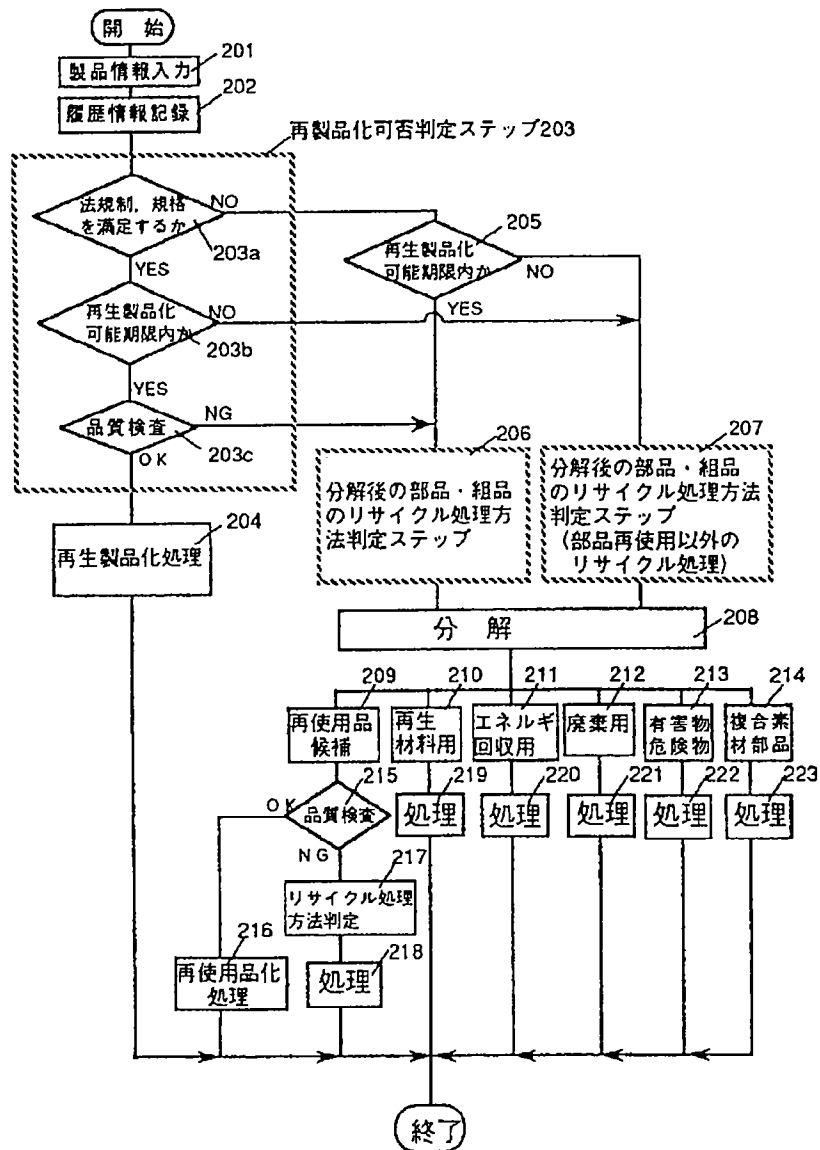 開 始
201
製品情報入力
202
履歴情報記録
再製品化可否判定ステップ203
法規制，規格
を満足するか
NO
203a
YES
205
再生製品化
可能期限内か
NO
YES
再生製品化
可能期限内か
NO
203b
YES
品質検査
NG
203c
OK
206
分解後の部品・組品
のリサイクル処理方
法判定ステップ
207
分解後の部品・組品
のリサイクル処理方法
判定ステップ
(部品再使用以外の
リサイクル処理)
204
再生製品化処理
分 解
208
209
210
211
212
213
214
再使用品
候補
再生
材料用
エネルギ
回収用
廃棄用
有害物
危険物
複合素
材部品
215
219
220
221
222
223
OK
品質検査
処理
処理
処理
処理
処理
NG
217
リサイクル処理
方法判定
216
218
再使用品化
処理
処理
終了